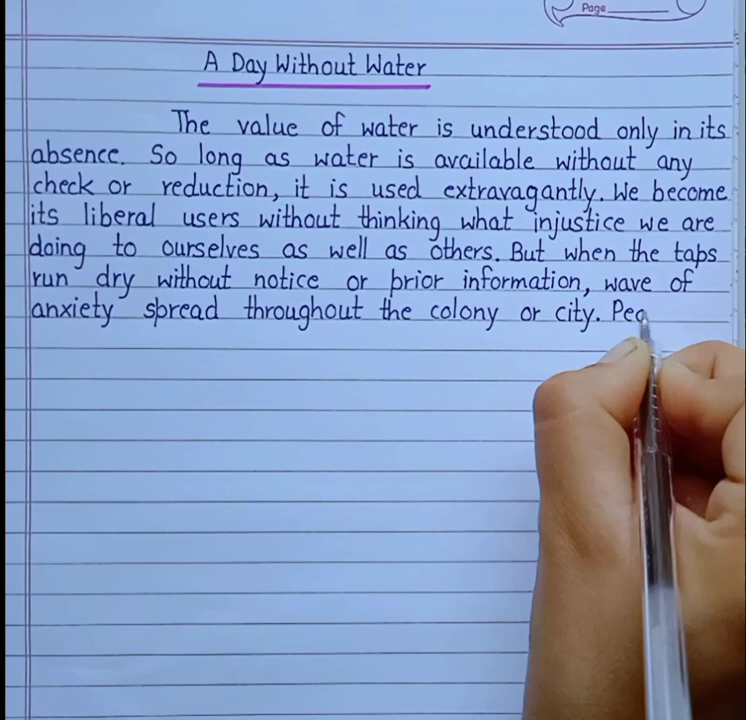 Page
A Day Without Water
The value of water is understood only in its
absence. So long as water is available without any
check or reduction, it is used extravagantly. We become
its liberal users without thinking what injustice we are
doing to ourselves as well as others. But when the taps
run dry without notice or prior information, wave of
anxiety spread throughout the colony or city. Peo